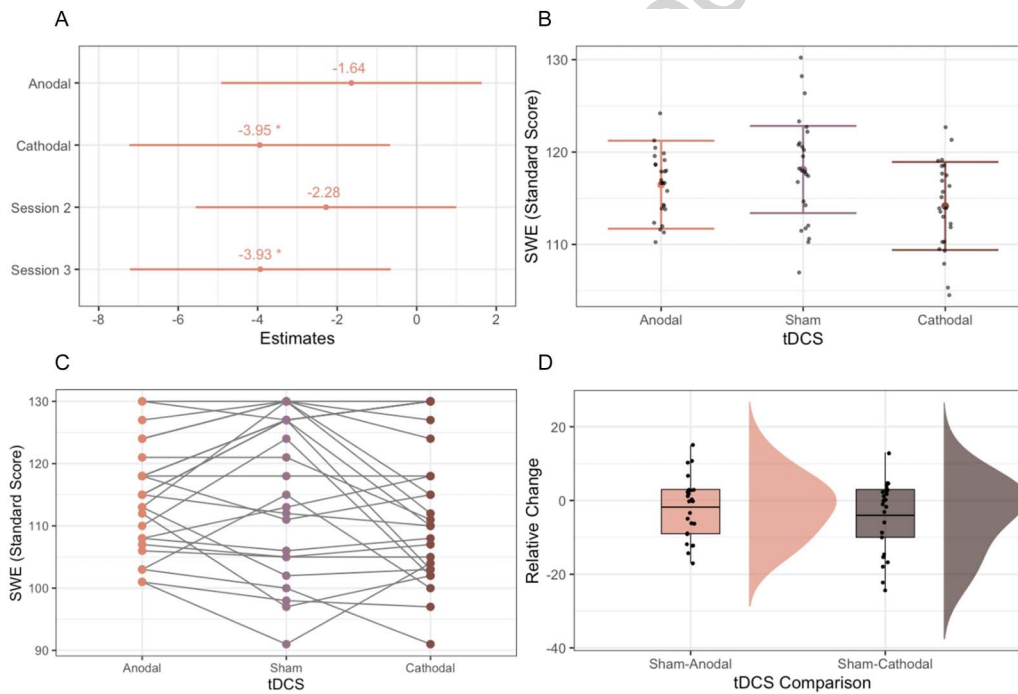 A
-1.64
Anodal
-3.95 *
Cathodal
-2.28
Session 2
-3.93 *
Session 3
-8 -6 -4 -2 0 2
Estimates
B
SWE (Standard Score)
130
120
110
Anodal Sham Cathodal
tDCS
C
SWE (Standard Score)
130
120
110
100
90
Anodal Sham Cathodal
tDCS
D
Relative Change
20
0
-20
-40
Sham-Anodal Sham-Cathodal
tDCS Comparison